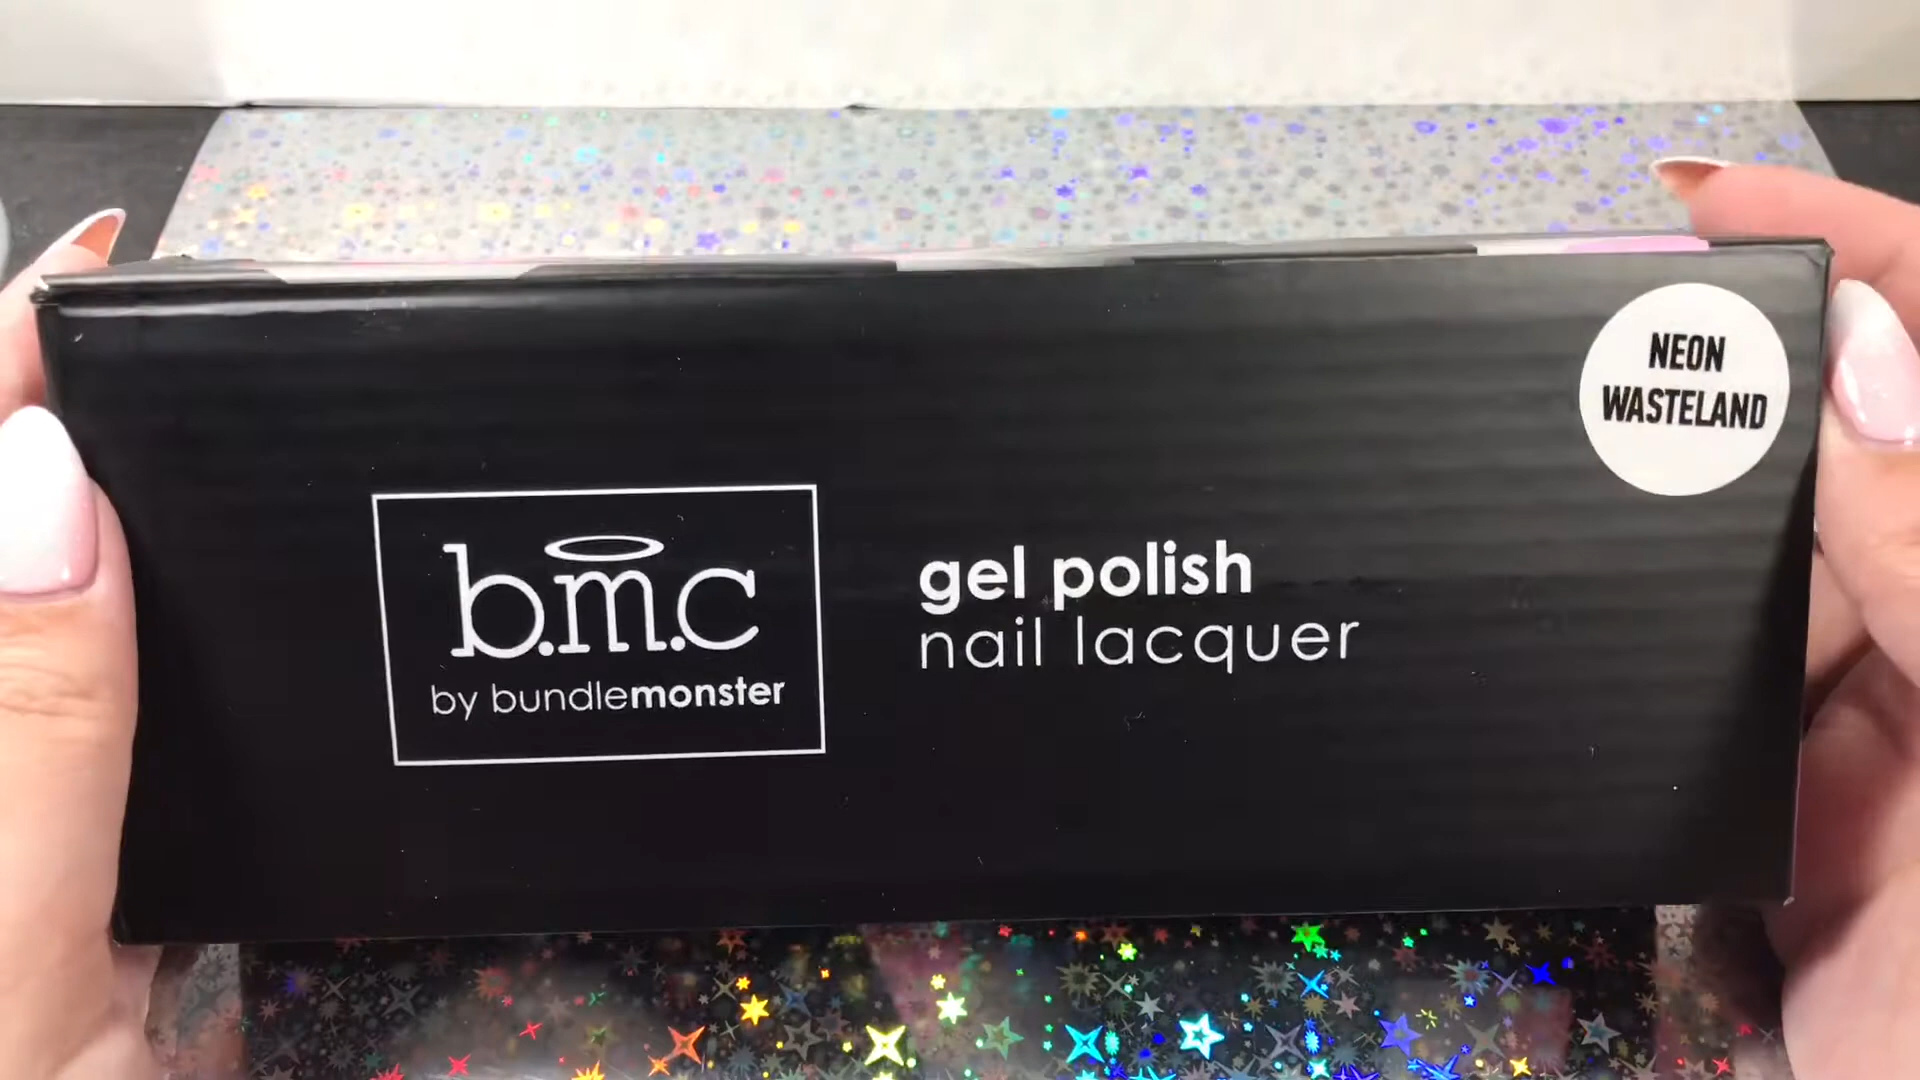 NEON
WASTELAND
b.m.c
by bundlemonster
gel polish
nail lacquer